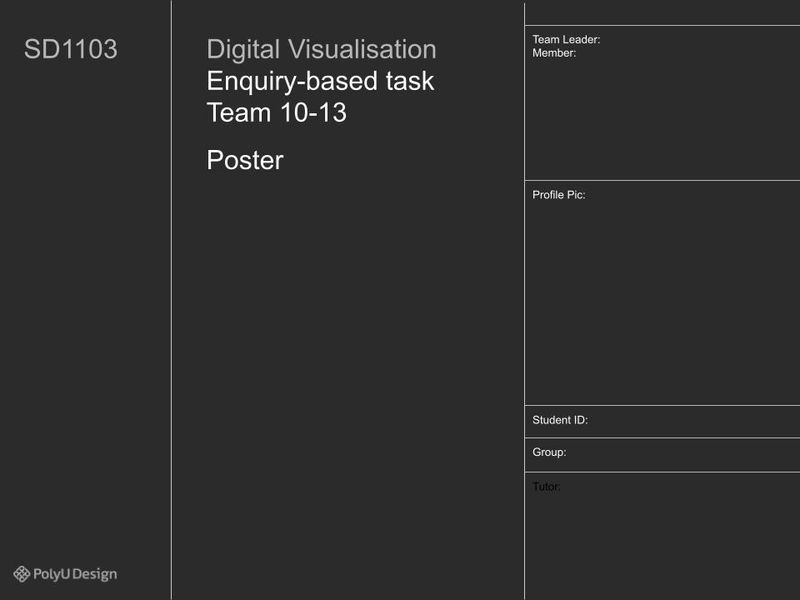 SD1103
Digital Visualisation
Enquiry-based task
Team 10-13
Poster
Team Leader:
Member:
Profile Pic:
Student ID:
Group:
Tutor:
PolyU Design